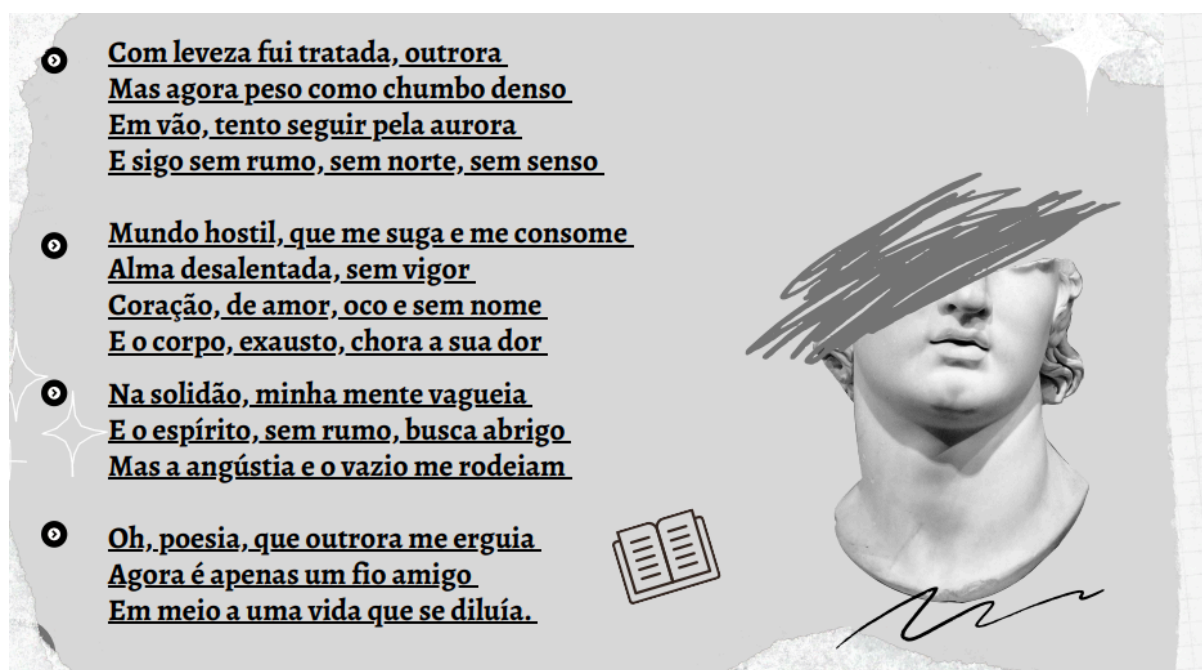 Com leveza fui tratada, outrora
Mas agora peso como chumbo denso
Em vão, tento seguir pela aurora
E sigo sem rumo, sem norte, sem senso
Mundo hostil, que me suga e me consome
Alma desalentada, sem vigor
Coração, de amor, oco e sem nome
E o corpo, exausto, chora a sua dor
Na solidão, minha mente vagueia
E o espírito, sem rumo, busca abrigo
Mas a angústia e o vazio me rodeiam
Oh, poesia, que outrora me erguia
Agora é apenas um fio amigo
Em meio a uma vida que se diluía.